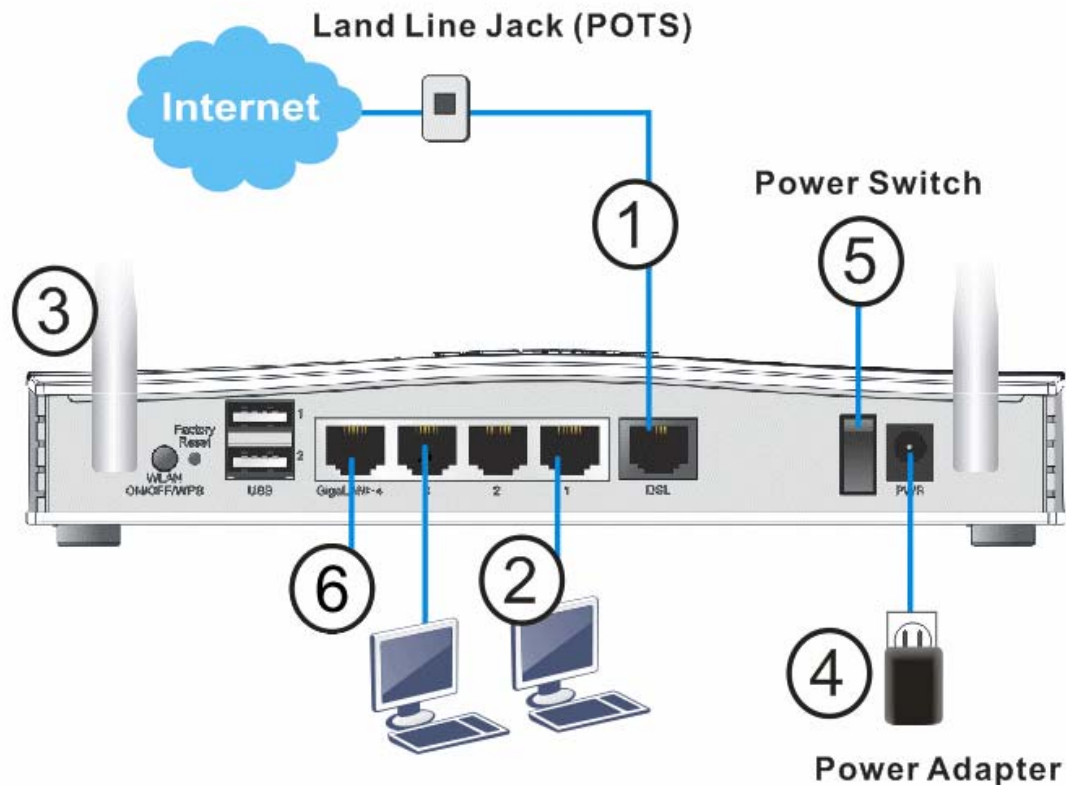 Land Line Jack (POTS)
Internet
1
Power Switch
5
3
Factory
Reset
WLAN
ON/OFF/WPS
1
2
USB
2
1
DSL
PWR
6
2
4
Power Adapter